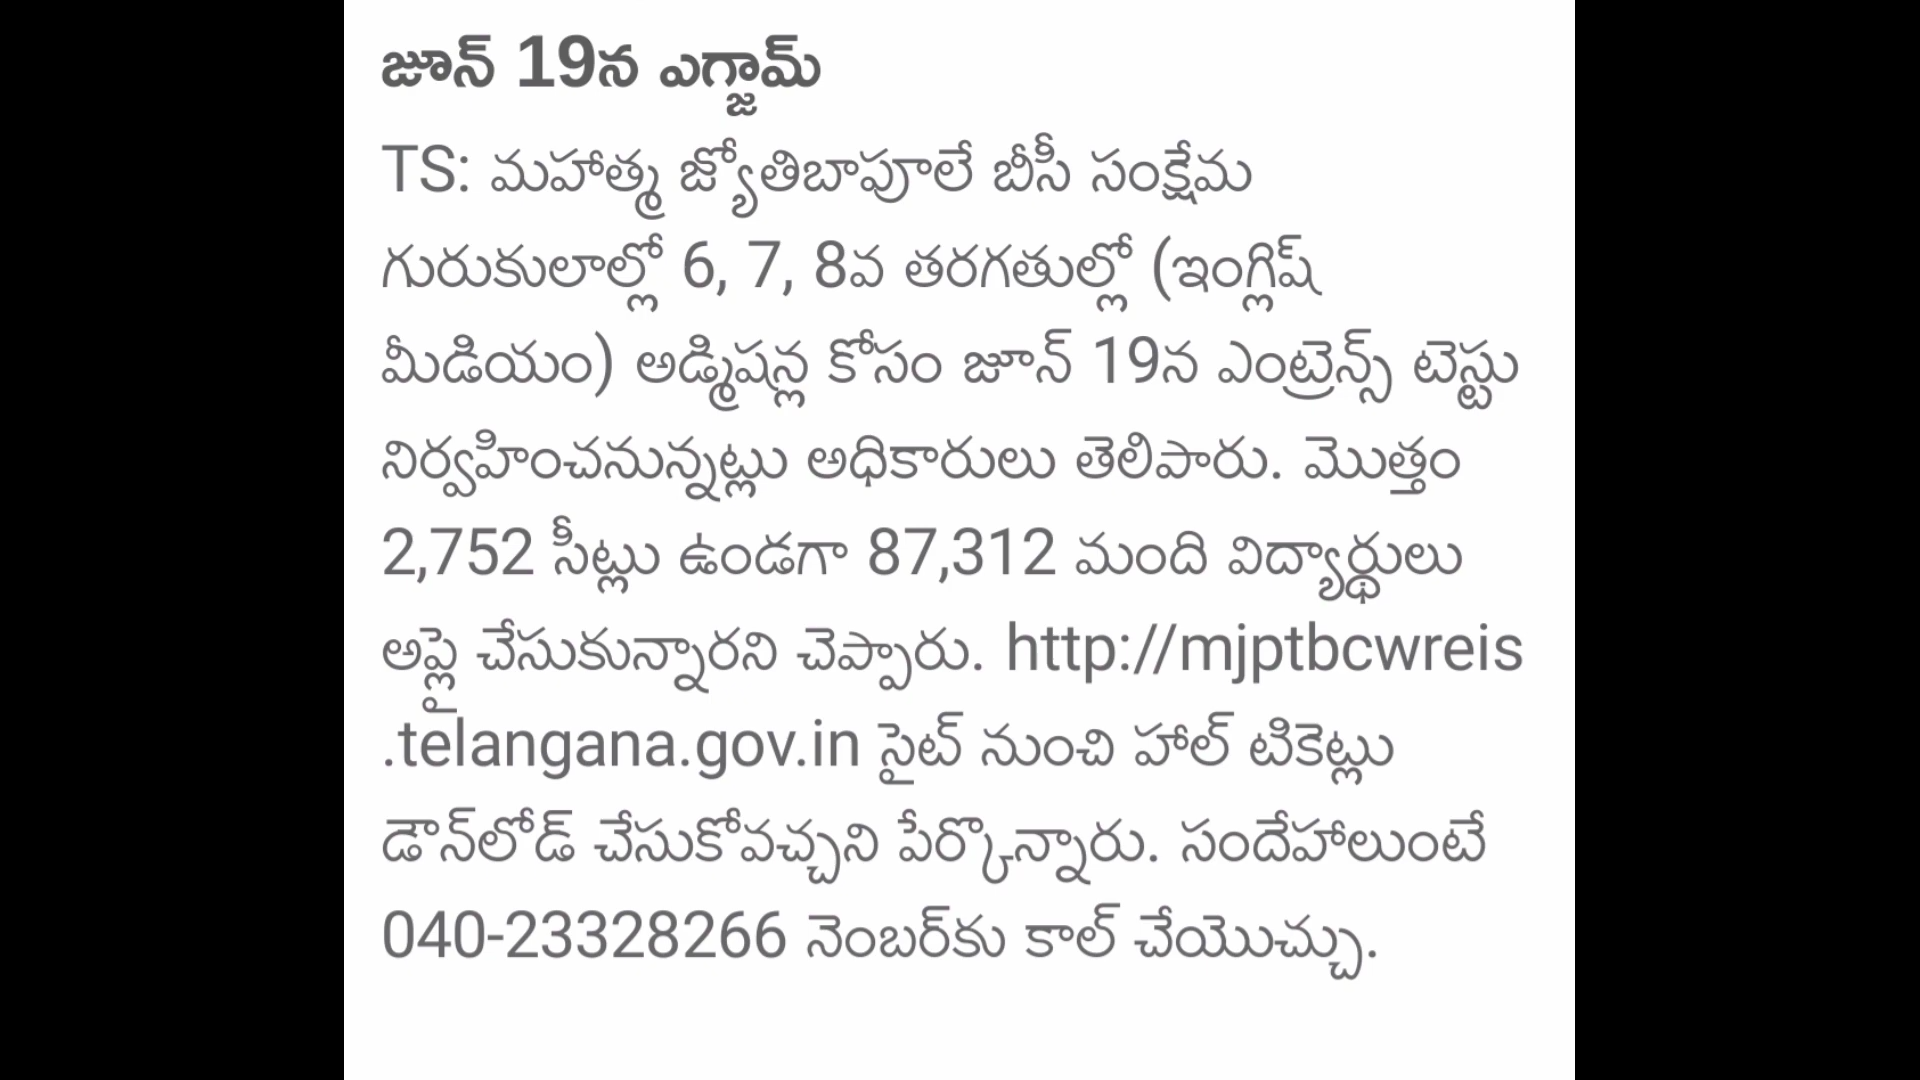 జూన్ 19న ఎగ్జామ్
TS: మహాత్మ జ్యోతిబాపూలే బీసీ సంక్షేమ
గురుకులాల్లో 6, 7, 8వ తరగతుల్లో (ఇంగ్లిష్
మీడియం) అడ్మిషన్ల కోసం జూన్ 19న ఎంట్రెన్స్ టెస్టు
నిర్వహించనున్నట్లు అధికారులు తెలిపారు. మొత్తం
2,752 సీట్లు ఉండగా 87,312 మంది విద్యార్థులు
అప్లై చేసుకున్నారని చెప్పారు. http://mjptbcwreis
.telangana.gov.in సైట్ నుంచి హాల్ టికెట్లు
డౌన్‌లోడ్ చేసుకోవచ్చని పేర్కొన్నారు. సందేహాలుంటే
040-23328266 నెంబర్‌కు కాల్ చేయొచ్చు.